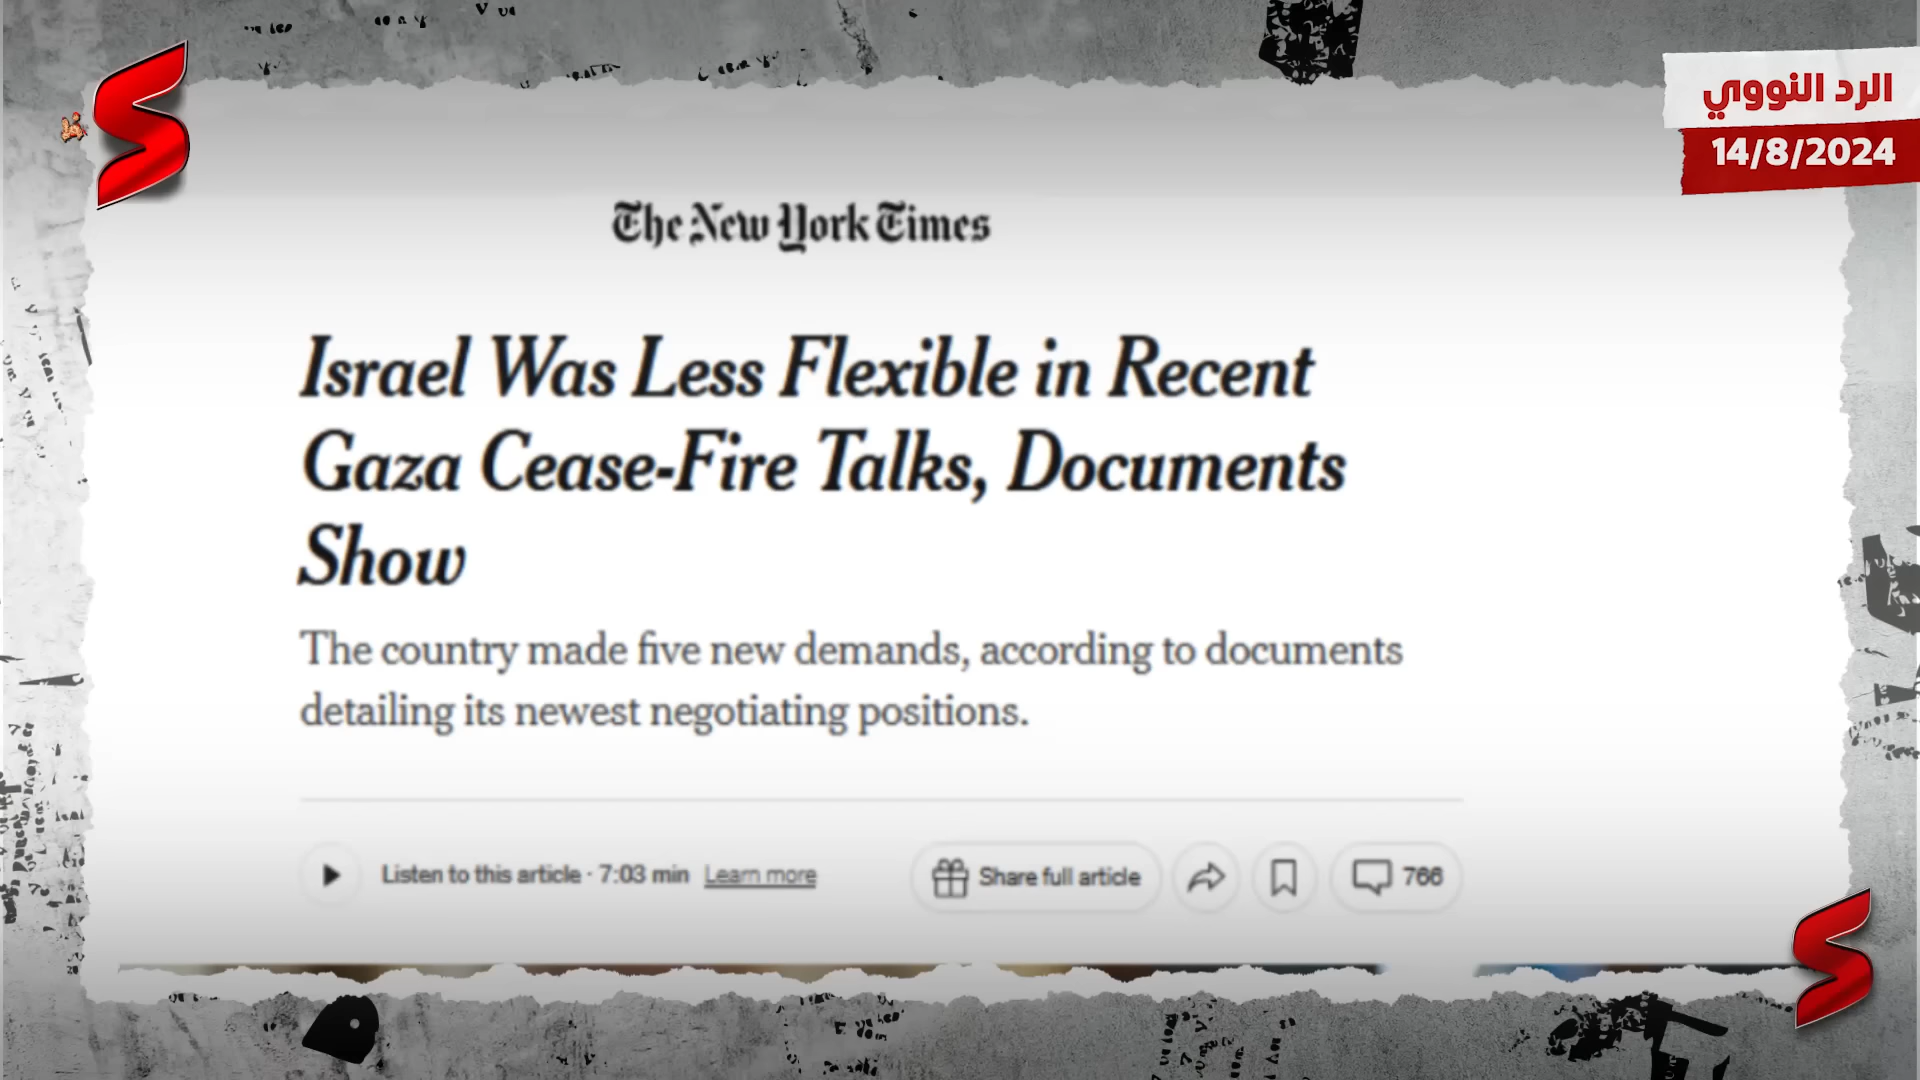 الرد النووي
14/8/2024
The New York Times
Israel Was Less Flexible in Recent
Gaza Cease-Fire Talks, Documents
Show
The country made five new demands, according to documents
detailing its newest negotiating positions.
Listen to this article · 7:03 min Learn more
Share full article
766